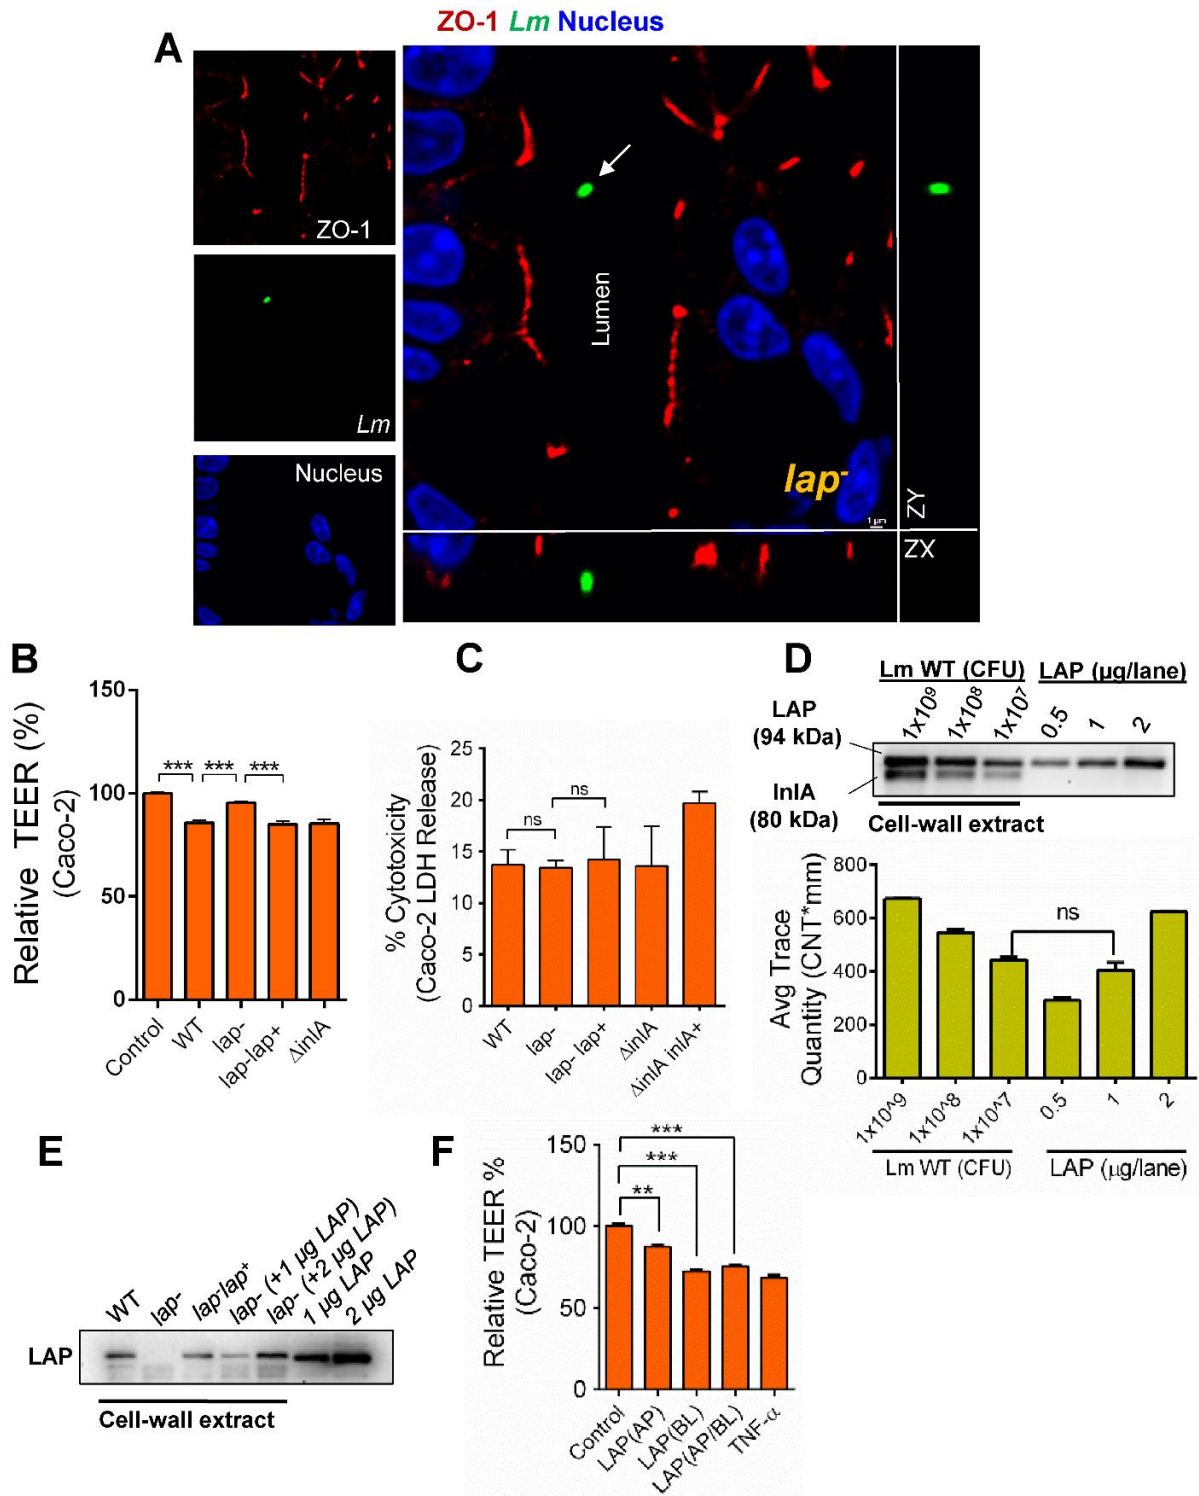 ZO-1 Lm Nucleus
A
ZO-1
Lm
Nucleus
Lumen
lap-
1 µm
ZY
ZX
B
Relative TEER (%)
(Caco-2)
150
100
50
0
***
***
***
Control
WT
lap-
lap-lap+
ΔinlA
C
% Cytotoxicity
(Caco-2 LDH Release)
25
20
15
10
5
0
ns
ns
WT
lap-
lap- lap+
ΔinlA
ΔinlA inlA+
D
Lm WT (CFU)
LAP (µg/lane)
1x10⁹
1x10⁸
1x10⁷
0.5
1
2
LAP
(94 kDa)
InlA
(80 kDa)
Cell-wall extract
Avg Trace
Quantity (CNT*mm)
800
600
400
200
0
ns
1x10^9
1x10^8
1x10^7
0.5
1
2
Lm WT (CFU)
LAP (µg/lane)
E
WT
lap-
lap-lap⁺
lap- (+1 µg LAP)
lap- (+2 µg LAP)
1 µg LAP
2 µg LAP
LAP
Cell-wall extract
F
Relative TEER %
(Caco-2)
150
100
50
0
***
***
**
Control
LAP(AP)
LAP(BL)
LAP(AP/BL)
TNF-α